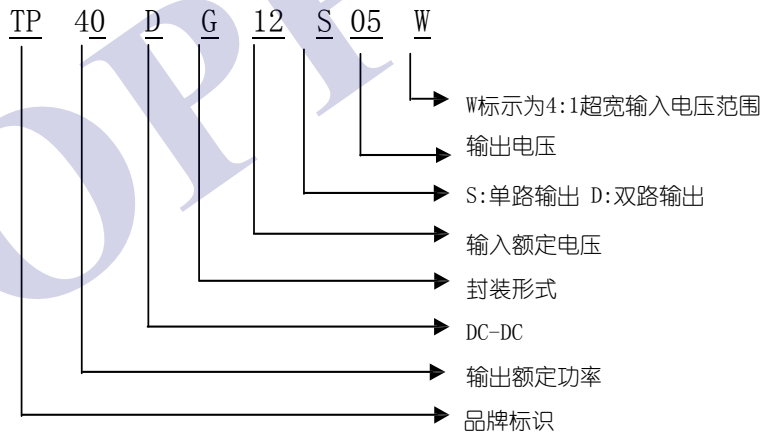 TP 40 D G 12 S 05 W
W标示为4:1超宽输入电压范围
输出电压
S:单路输出 D:双路输出
输入额定电压
封装形式
DC-DC
输出额定功率
品牌标识